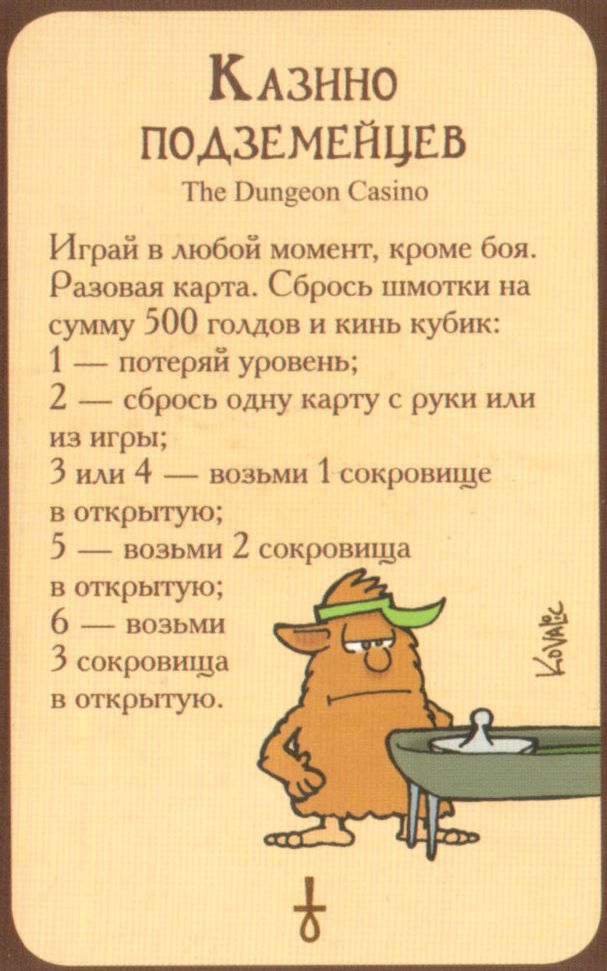 Казино
подземейцев
The Dungeon Casino
Играй в любой момент, кроме боя.
Разовая карта. Сбрось шмотки на
сумму 500 голдов и кинь кубик:
1 — потеряй уровень;
2 — сбрось одну карту с руки или
из игры;
3 или 4 — возьми 1 сокровище
в открытую;
5 — возьми 2 сокровища
в открытую;
6 — возьми
3 сокровища
в открытую.
Kovalic